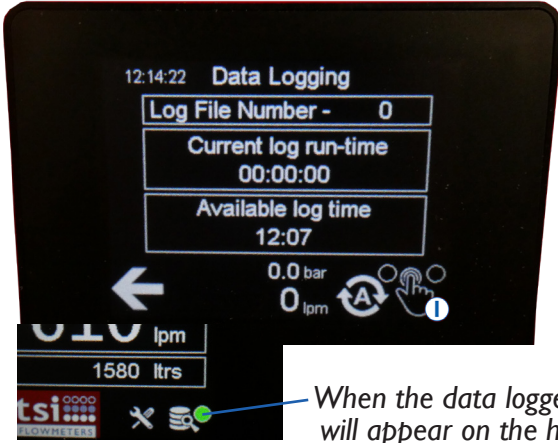 12:14:22 Data Logging
Log File Number - 0
Current log run-time
00:00:00
Available log time
12:07
0.0 bar
0 lpm
A
1
lpm
1580 ltrs
tsi
FLOWMETERS
When the data logge
will appear on the h